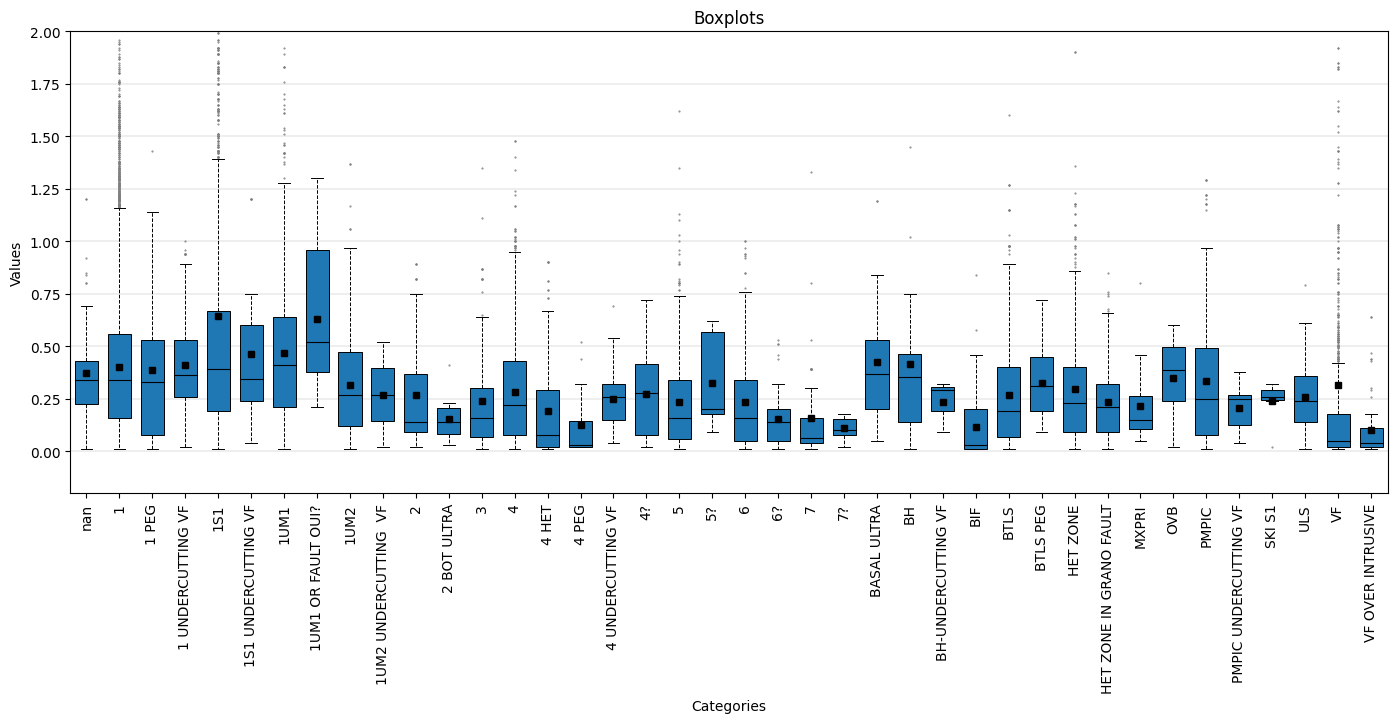 Boxplots
Values
2.00
1.75
1.50
1.25
1.00
0.75
0.50
0.25
0.00
nan
1
1 PEG
1 UNDERCUTTING VF
1S1
1S1 UNDERCUTTING VF
1UM1
1UM1 OR FAULT OUI?
1UM2
1UM2 UNDERCUTTING  VF
2
2 BOT ULTRA
3
4
4 HET
4 PEG
4 UNDERCUTTING VF
4?
5
5?
6
6?
7
7?
BASAL ULTRA
BH
BH-UNDERCUTTING VF
BIF
BTLS
BTLS PEG
HET ZONE
HET ZONE IN GRANO FAULT
MXPRI
OVB
PMPIC
PMPIC UNDERCUTTING VF
SKI S1
ULS
VF
VF OVER INTRUSIVE
Categories